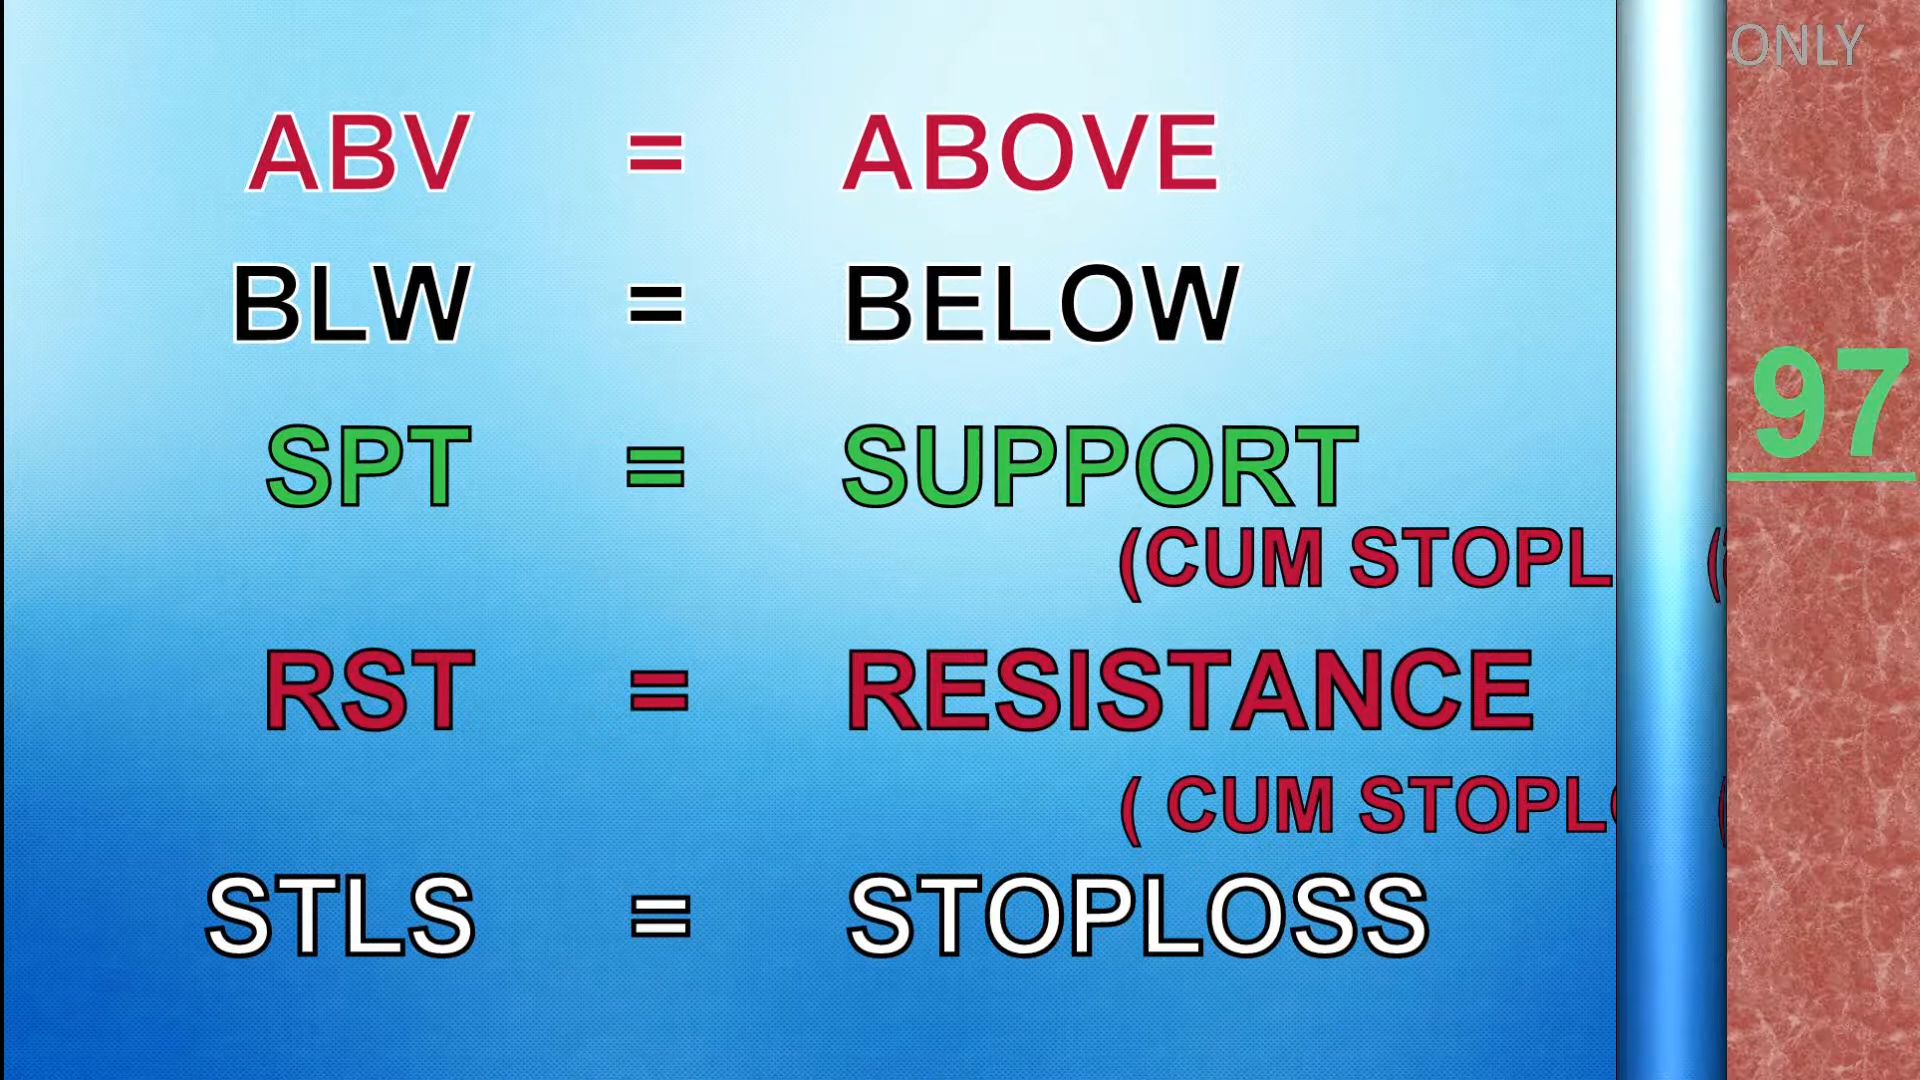 ONLY
ABV = ABOVE
BLW = BELOW
97
SPT = SUPPORT
(CUM STOPL
RST = RESISTANCE
( CUM STOPL
STLS = STOPLOSS